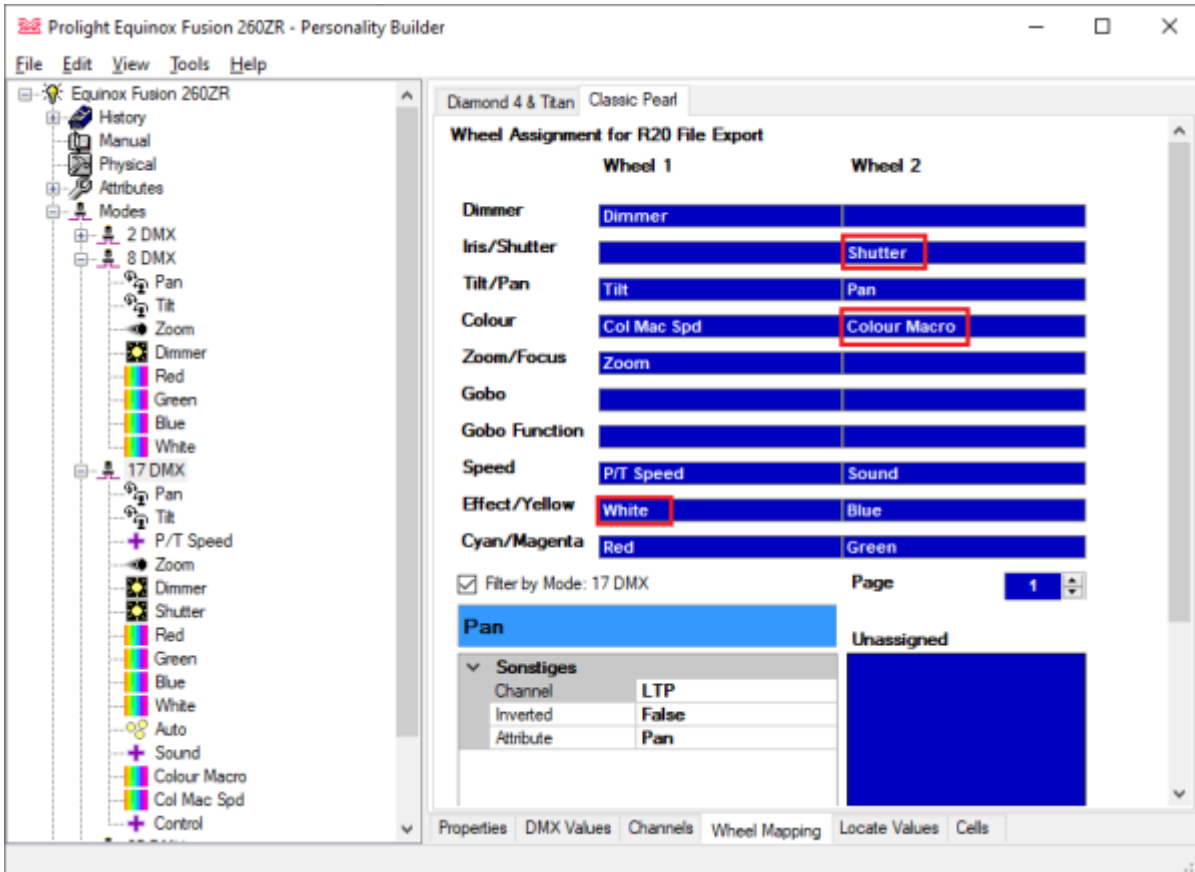 Prolight Equinox Fusion 260ZR - Personality Builder
File Edit View Tools Help
Equinox Fusion 260ZR
History
Manual
Physical
Attributes
Modes
2 DMX
8 DMX
Pan
Tilt
Zoom
Dimmer
Red
Green
Blue
White
17 DMX
Pan
Tilt
P/T Speed
Zoom
Dimmer
Shutter
Red
Green
Blue
White
Auto
Sound
Colour Macro
Col Mac Spd
Control
Diamond 4 & Titan Classic Pearl
Wheel Assignment for R20 File Export
Wheel 1 Wheel 2
Dimmer Dimmer
Iris/Shutter Shutter
Tilt/Pan Tilt Pan
Colour Col Mac Spd Colour Macro
Zoom/Focus Zoom
Gobo
Gobo Function
Speed P/T Speed Sound
Effect/Yellow White Blue
Cyan/Magenta Red Green
Filter by Mode: 17 DMX Page 1
Pan Unassigned
Sonstiges
Channel LTP
Inverted False
Attribute Pan
Properties DMX Values Channels Wheel Mapping Locate Values Cells